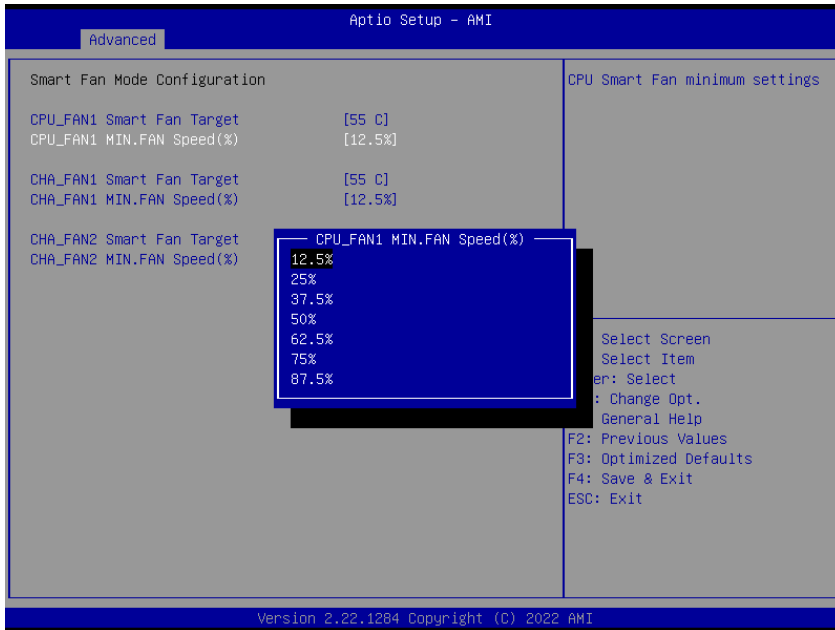 Aptio Setup – AMI
Advanced
Smart Fan Mode Configuration
CPU_FAN1 Smart Fan Target [55 C]
CPU_FAN1 MIN.FAN Speed(%) [12.5%]
CHA_FAN1 Smart Fan Target [55 C]
CHA_FAN1 MIN.FAN Speed(%) [12.5%]
CHA_FAN2 Smart Fan Target
CHA_FAN2 MIN.FAN Speed(%)
CPU_FAN1 MIN.FAN Speed(%)
12.5%
25%
37.5%
50%
62.5%
75%
87.5%
CPU Smart Fan minimum settings
Select Screen
Select Item
er: Select
: Change Opt.
General Help
F2: Previous Values
F3: Optimized Defaults
F4: Save & Exit
ESC: Exit
Version 2.22.1284 Copyright (C) 2022 AMI